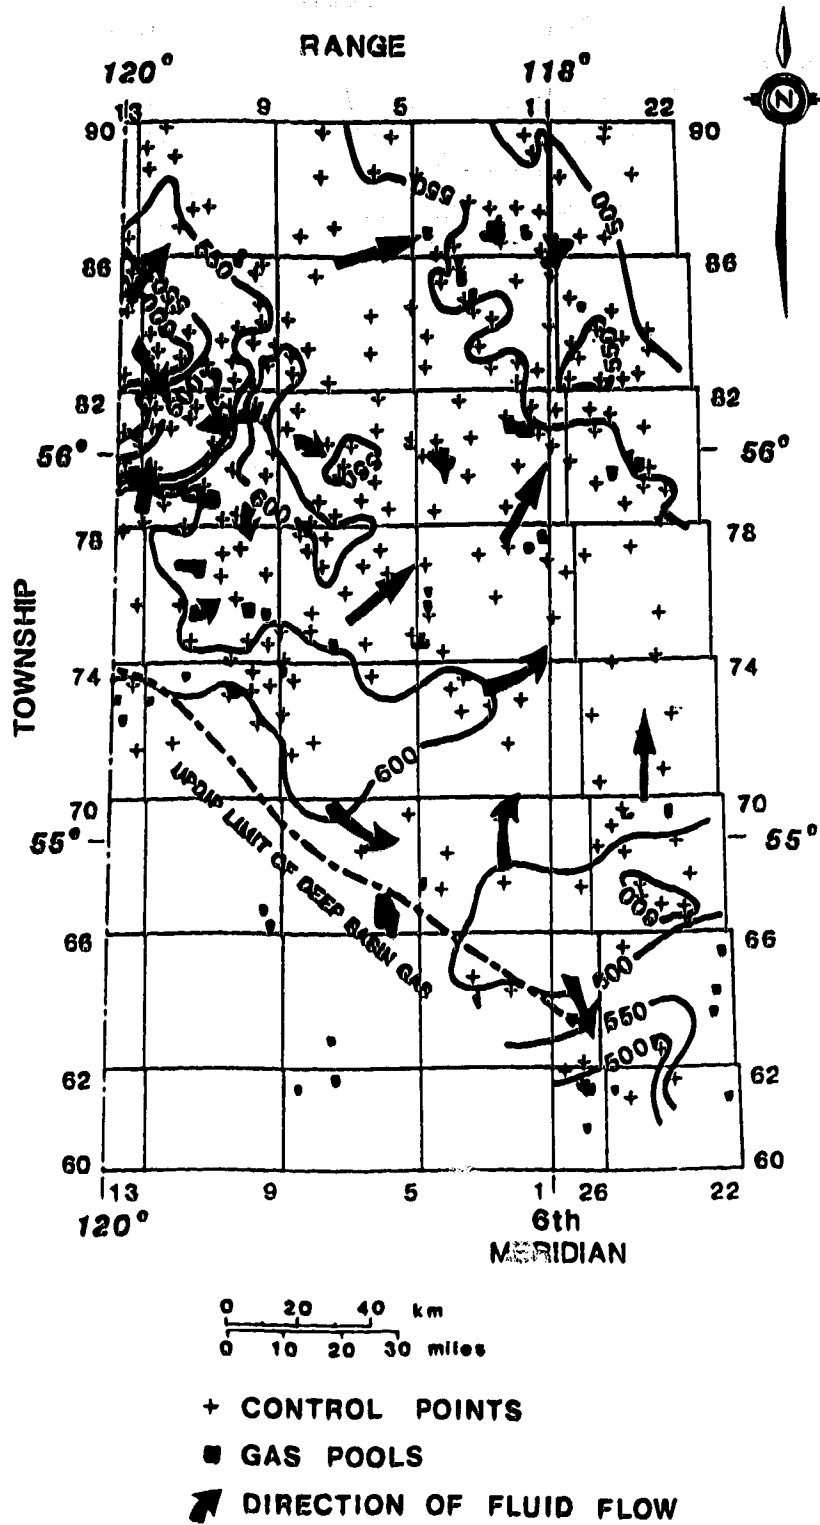 RANGE
120° 118°
13 9 5 1 22
90 90
550
500
86 86
550
82 82
56° 56°
600
78 78
TOWNSHIP
74 74
600
70 70
55° 55°
UPDIP LIMIT OF DEEP BASIN GAS
600
66 66
500
550
500
62 62
60 60
13 9 5 1 26 22
120° 6th
MERIDIAN
0 20 40 km
0 10 20 30 miles
CONTROL POINTS
GAS POOLS
DIRECTION OF FLUID FLOW
N